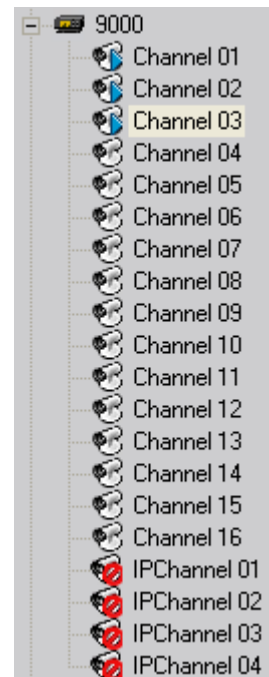 9000
Channel 01
Channel 02
Channel 03
Channel 04
Channel 05
Channel 06
Channel 07
Channel 08
Channel 09
Channel 10
Channel 11
Channel 12
Channel 13
Channel 14
Channel 15
Channel 16
IPChannel 01
IPChannel 02
IPChannel 03
IPChannel 04